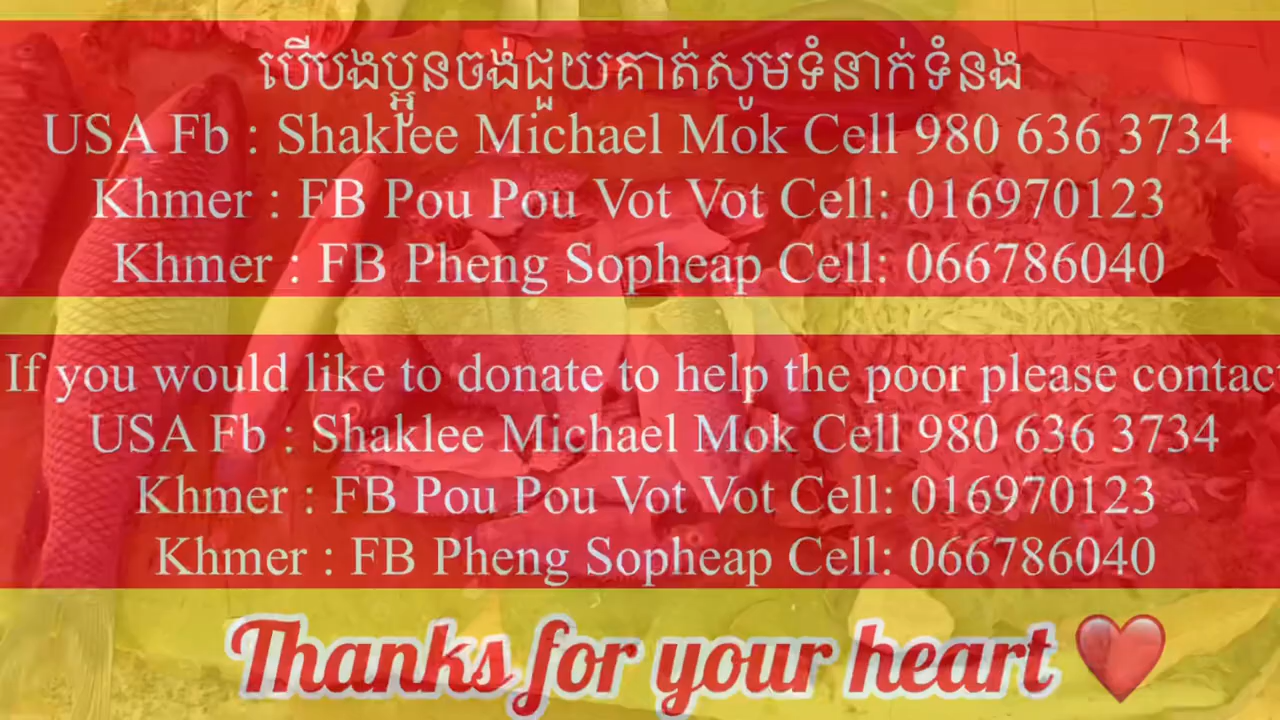 បើបងប្អូនចង់ជួយគាត់សូមទំនាក់ទំនង
USA Fb : Shaklee Michael Mok Cell 980 636 3734
Khmer : FB Pou Pou Vot Vot Cell: 016970123
Khmer : FB Pheng Sopheap Cell: 066786040
If you would like to donate to help the poor please contact
USA Fb : Shaklee Michael Mok Cell 980 636 3734
Khmer : FB Pou Pou Vot Vot Cell: 016970123
Khmer : FB Pheng Sopheap Cell: 066786040
Thanks for your heart ❤